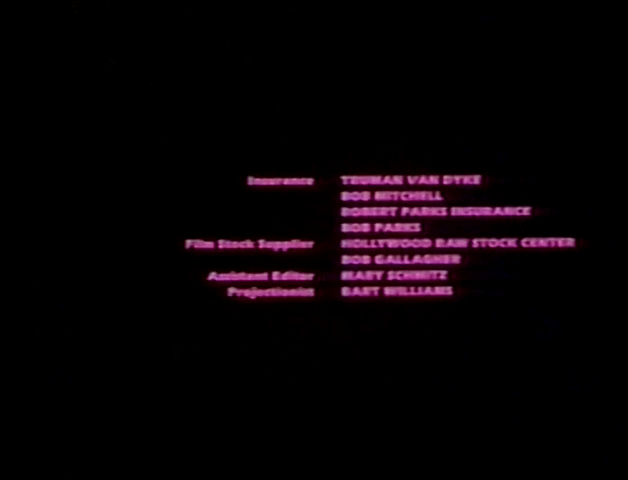 Insurance TRUMAN VAN DYKE
BOB MITCHELL
ROBERT PARKS INSURANCE
BOB PARKS
Film Stock Supplier HOLLYWOOD RAW STOCK CENTER
BOB GALLAGHER
Assistant Editor MARY SCHMITZ
Projectionist BART WILLIAMS